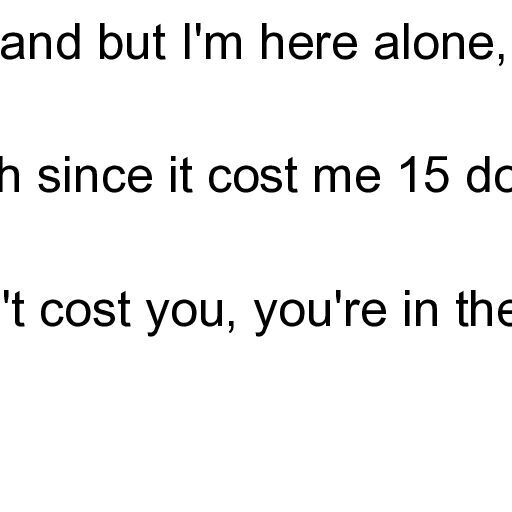 and but I'm here alone,
h since it cost me 15 do
't cost you, you're in the